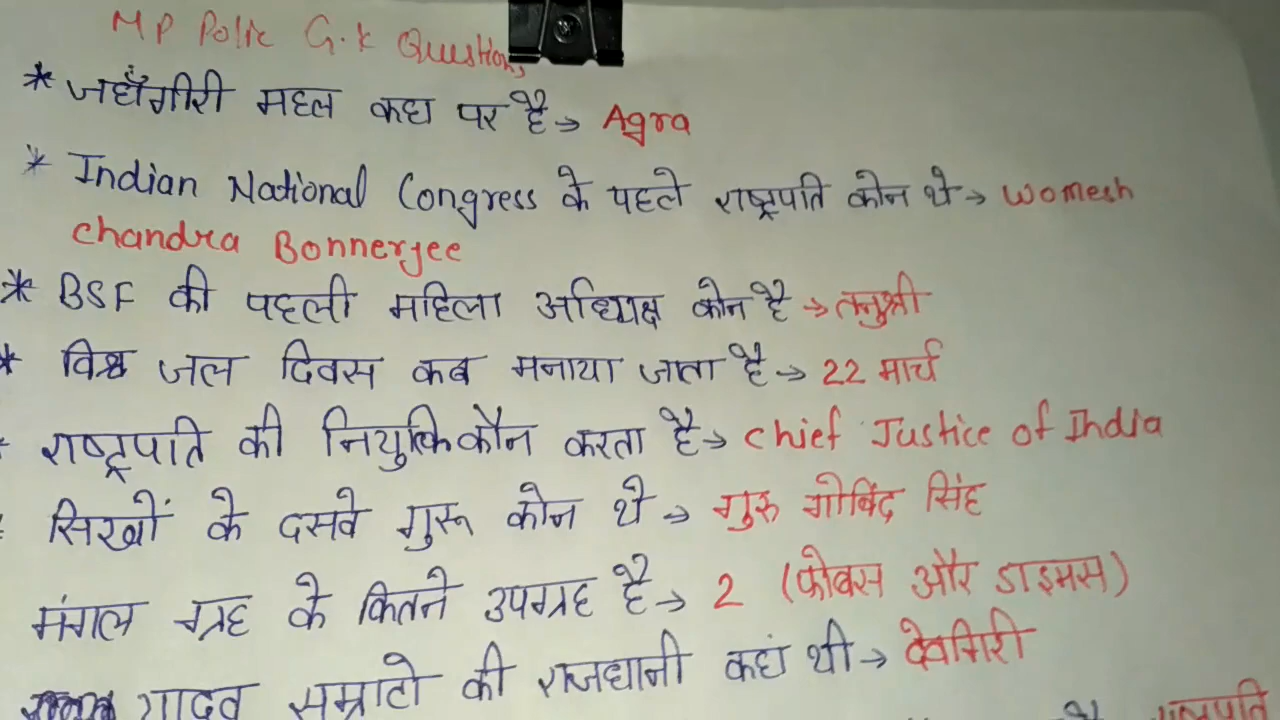 MP Police G.K Questions
* जहाँगीरी महल कहा पर है → Agra
* Indian National Congress के पहले राष्ट्रपति कोन थे → Womesh
Chandra Bonnerjee
* BSF की पहली महिला अधियक्ष कोन है → तनुश्री
* विश्व जल दिवस कब मनाया जाता है → 22 मार्च
राष्ट्रपति की नियुक्ति कौन करता है → Chief Justice of India
सिखों के दसवे गुरू कोन थे → गुरु गोबिंद सिंह
मंगल ग्रह के कितने उपग्रह है → 2 (फोबस और डाइमस)
यादव सम्राटो की राजधानी कहां थी → देवगिरी